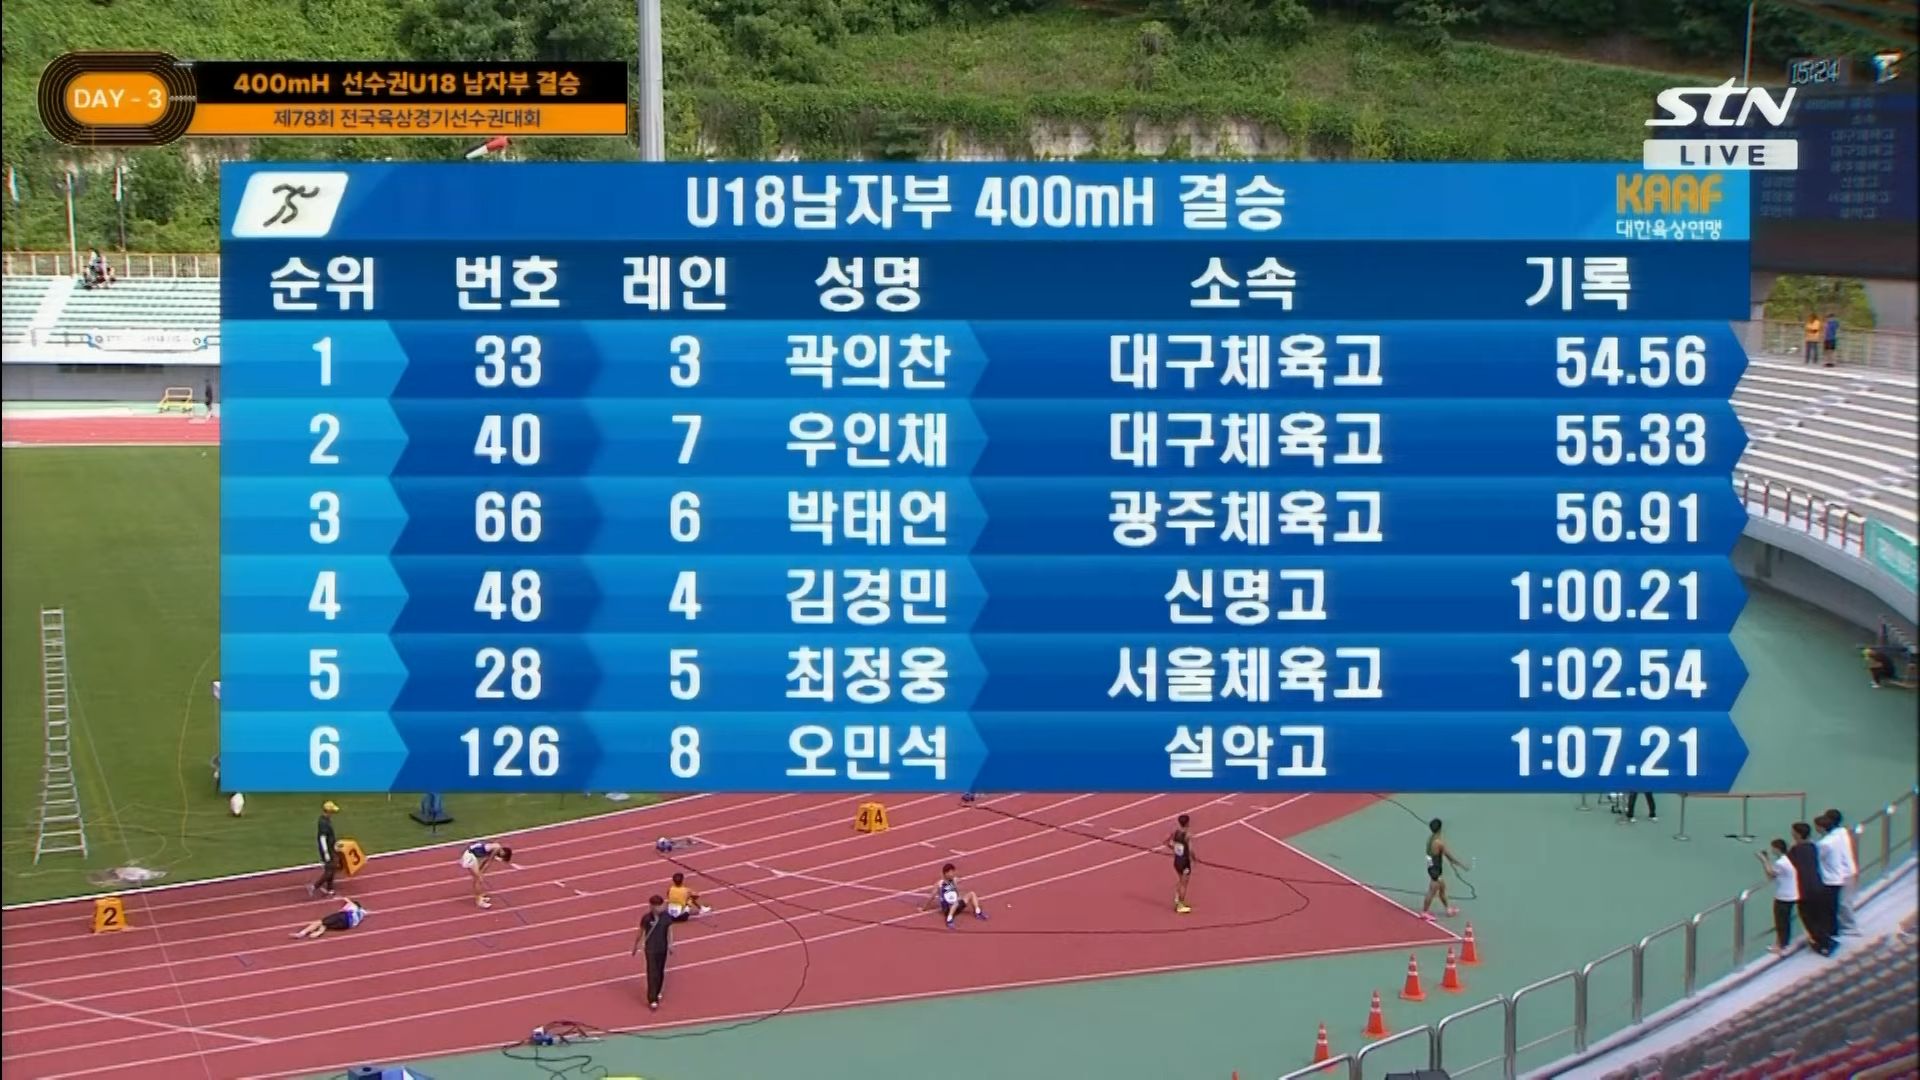 DAY - 3
400mH 선수권U18 남자부 결승
제78회 전국육상경기선수권대회
15:24
STN
LIVE
U18남자부 400mH 결승
KAAF
대한육상연맹
순위 번호 레인 성명 소속 기록
1 33 3 곽의찬 대구체육고 54.56
2 40 7 우인채 대구체육고 55.33
3 66 6 박태언 광주체육고 56.91
4 48 4 김경민 신명고 1:00.21
5 28 5 최정웅 서울체육고 1:02.54
6 126 8 오민석 설악고 1:07.21
4 4
3
2